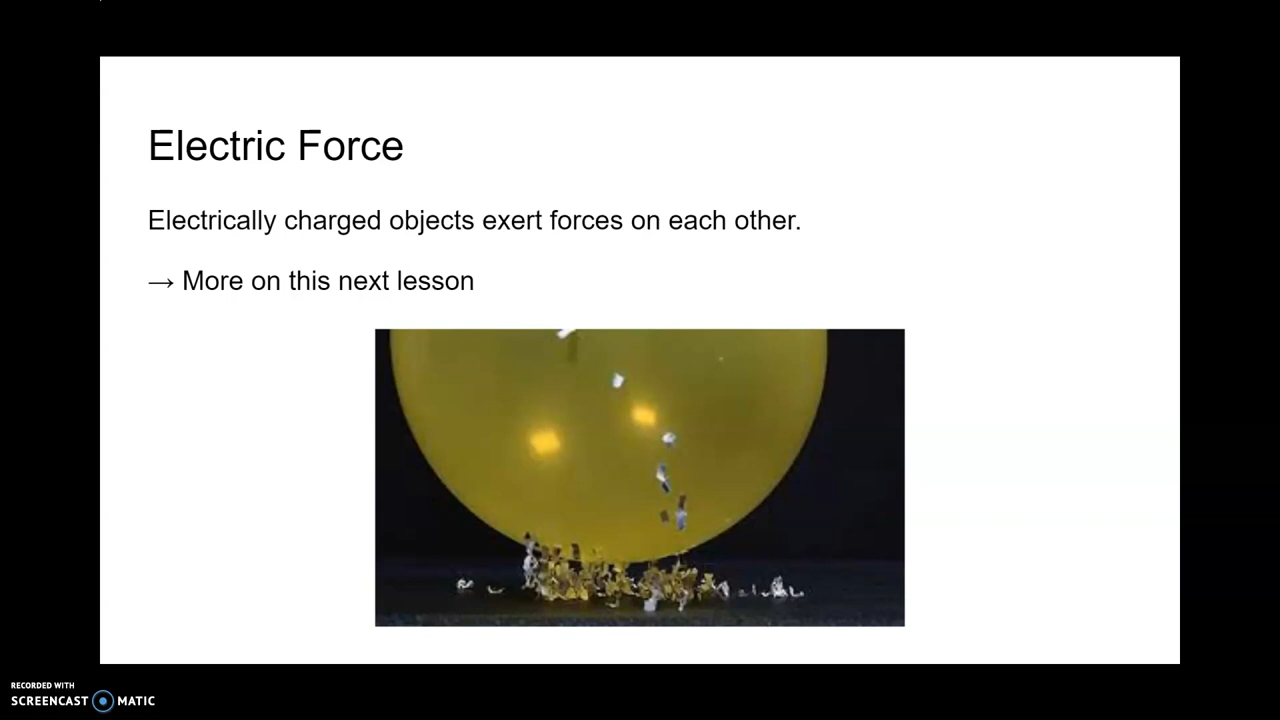 Electric Force
Electrically charged objects exert forces on each other.
→ More on this next lesson
RECORDED WITH
SCREENCAST MATIC